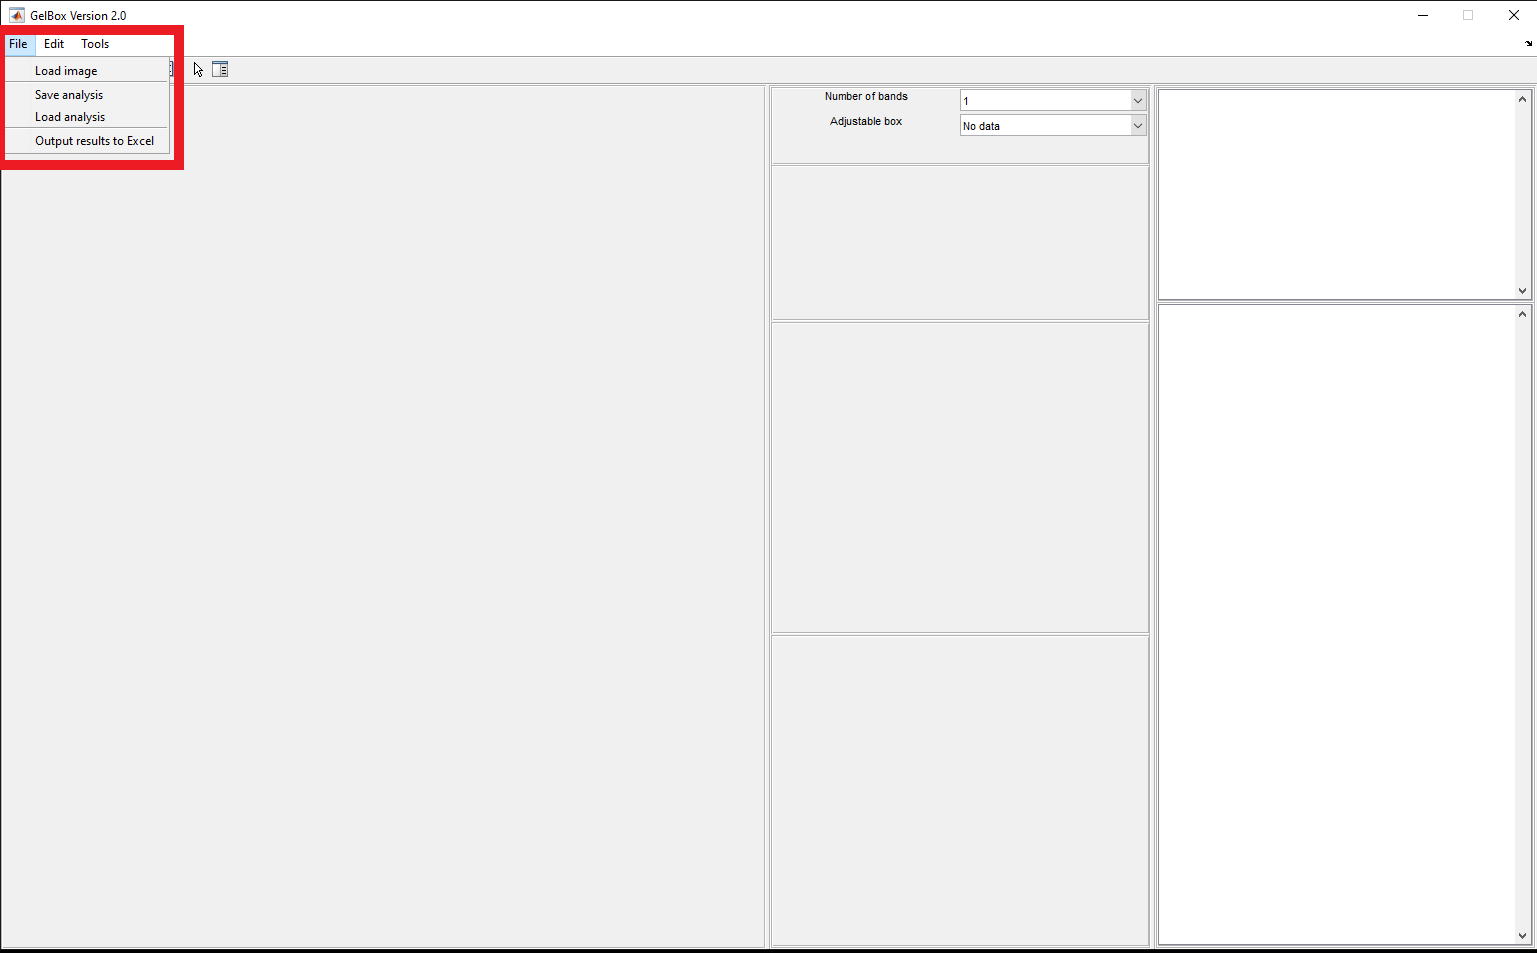 GelBox Version 2.0
File Edit Tools
Load image
Save analysis
Load analysis
Output results to Excel
Number of bands 1
Adjustable box No data